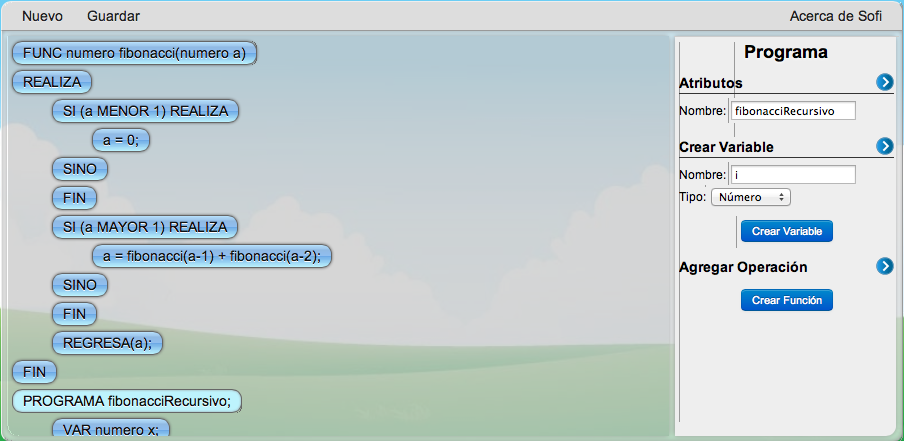 Nuevo Guardar Acerca de Sofi
FUNC numero fibonacci(numero a)
REALIZA
SI (a MENOR 1) REALIZA
a = 0;
SINO
FIN
SI (a MAYOR 1) REALIZA
a = fibonacci(a-1) + fibonacci(a-2);
SINO
FIN
REGRESA(a);
FIN
PROGRAMA fibonacciRecursivo;
VAR numero x;
Programa
Atributos
Nombre: fibonacciRecursivo
Crear Variable
Nombre: i
Tipo: Número
Crear Variable
Agregar Operación
Crear Función